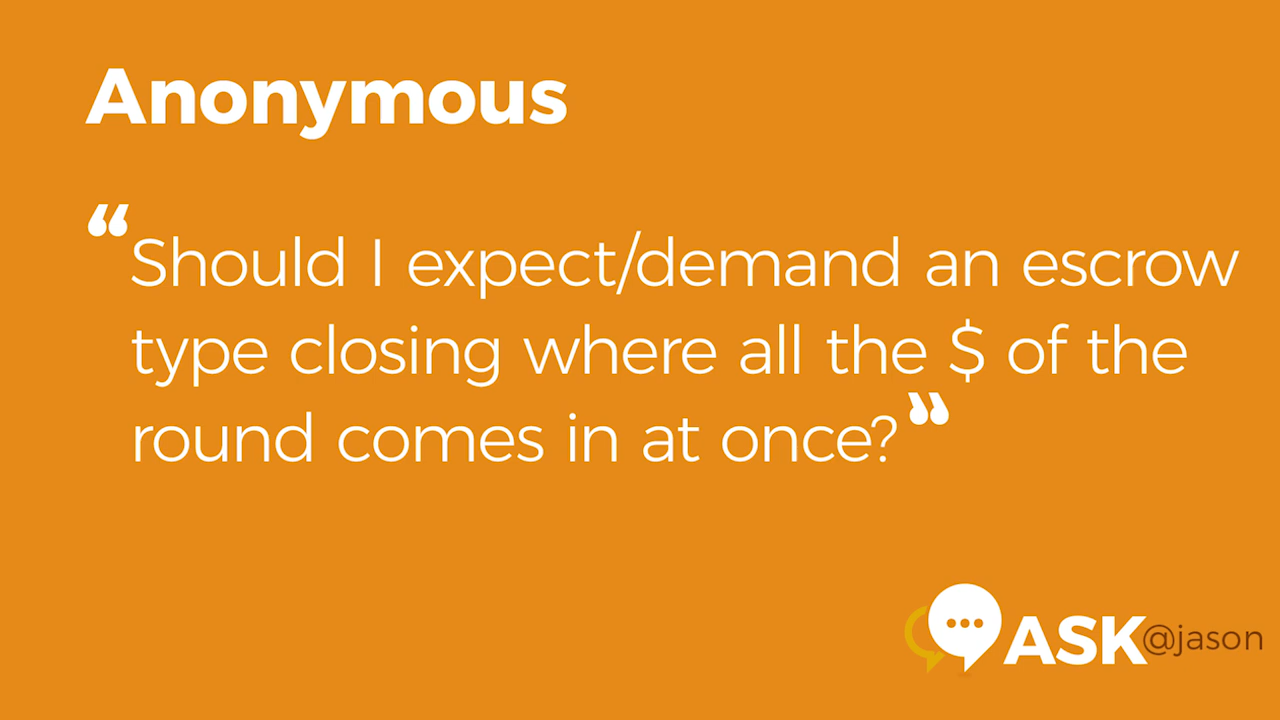 Anonymous
“Should I expect/demand an escrow
type closing where all the $ of the
round comes in at once?”
ASK@jason